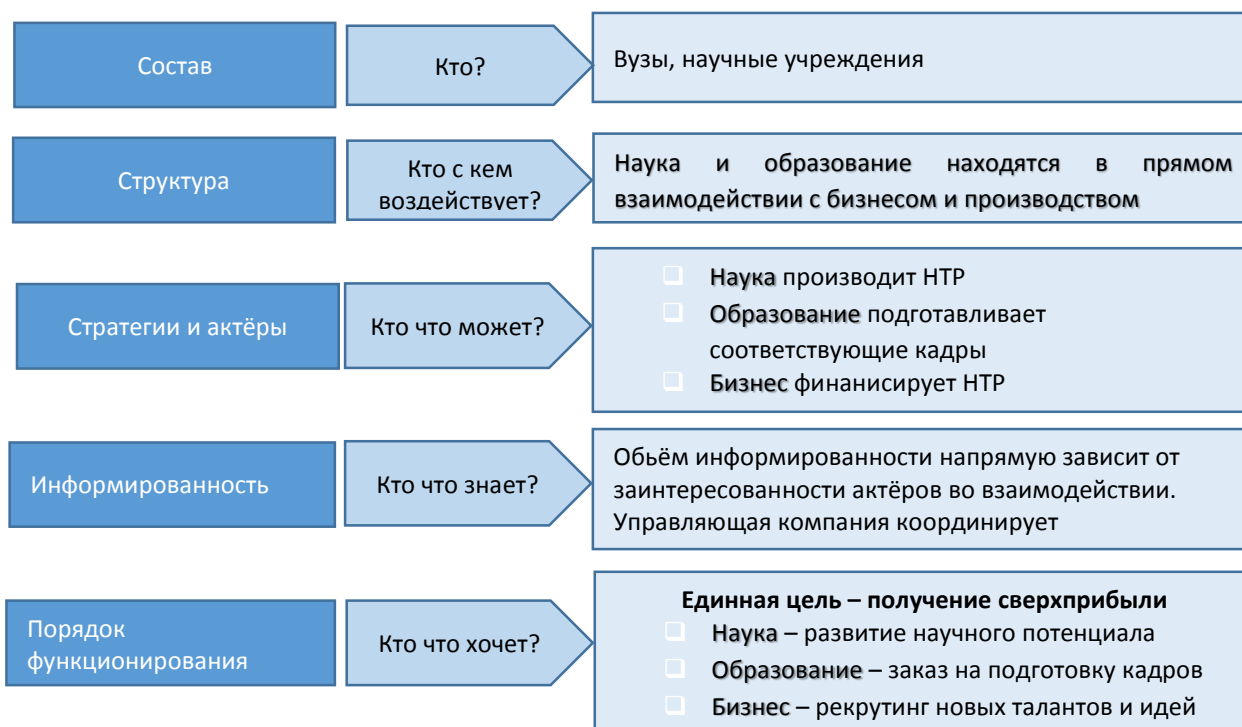 Состав
Кто?
Вузы, научные учреждения
Структура
Кто с кем
воздействует?
Наука и образование находятся в прямом
взаимодействии с бизнесом и производством
Стратегии и актёры
Кто что может?
Наука производит НТР
Образование подготавливает
соответствующие кадры
Бизнес финанисирует НТР
Информированность
Кто что знает?
Обьём информированности напрямую зависит от
заинтересованности актёров во взаимодействии.
Управляющая компания координирует
Порядок
функционирования
Кто что хочет?
Единная цель – получение сверхприбыли
Наука – развитие научного потенциала
Образование – заказ на подготовку кадров
Бизнес – рекрутинг новых талантов и идей